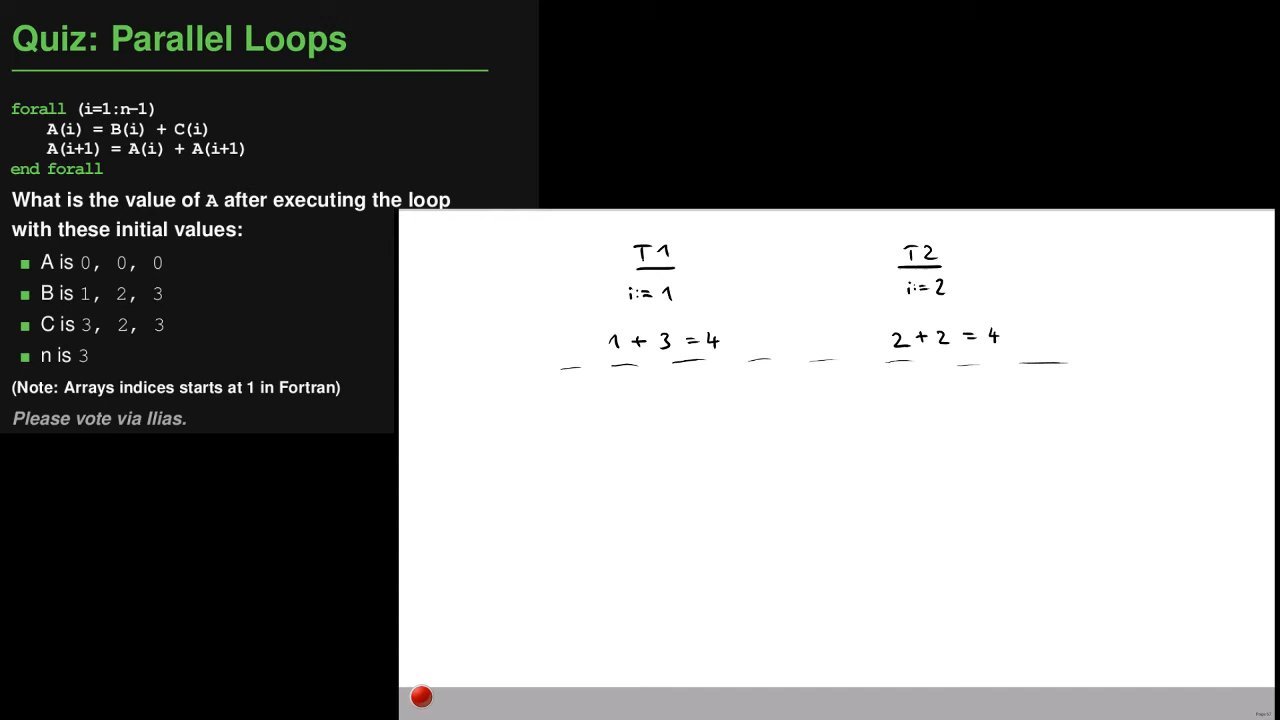 Quiz: Parallel Loops
forall (i=1:n-1)
A(i) = B(i) + C(i)
A(i+1) = A(i) + A(i+1)
end forall
What is the value of A after executing the loop
with these initial values:
A is 0, 0, 0
B is 1, 2, 3
C is 3, 2, 3
n is 3
(Note: Arrays indices starts at 1 in Fortran)
Please vote via Ilias.
T1 T2
i:= 1 i:= 2
1 + 3 = 4 2 + 2 = 4